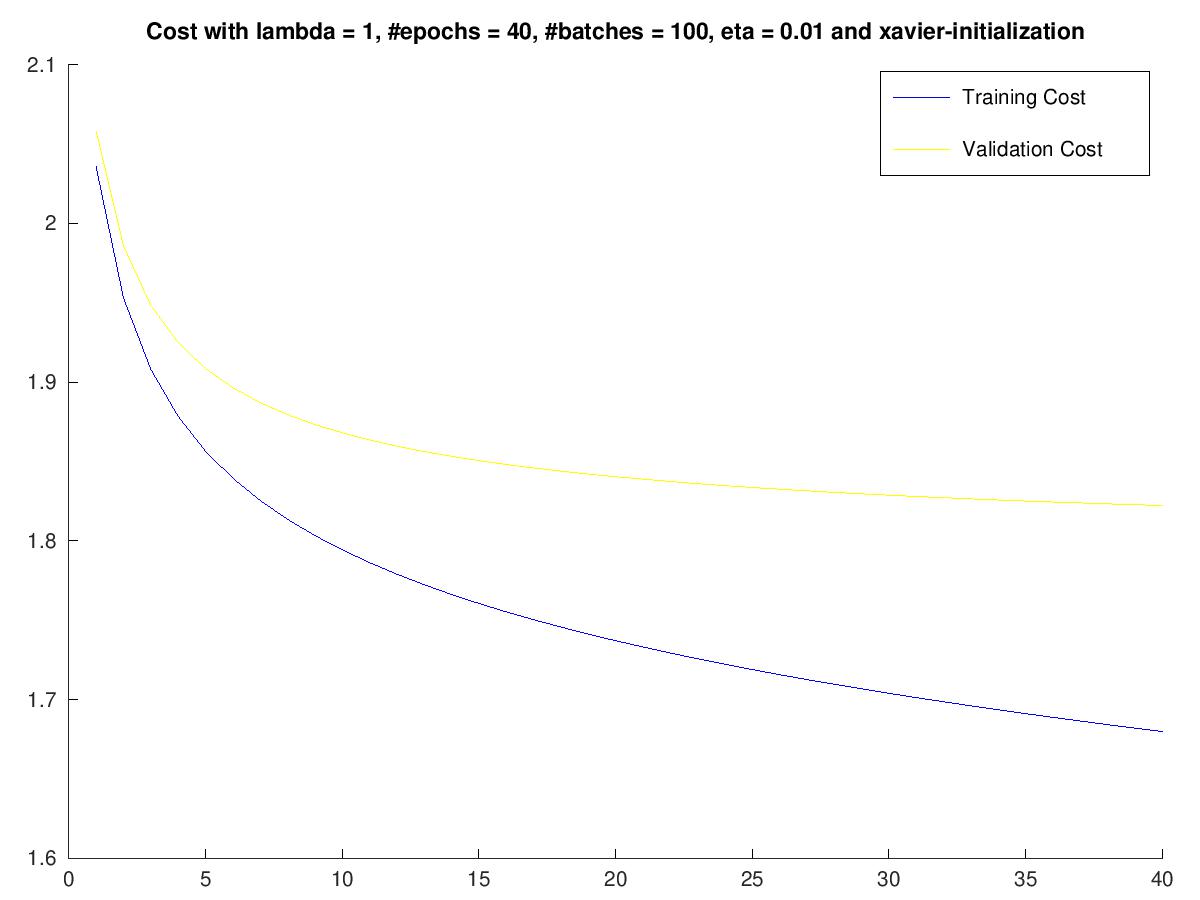 Cost with lambda = 1, #epochs = 40, #batches = 100, eta = 0.01 and xavier-initialization
2.1
Training Cost
Validation Cost
2
1.9
1.8
1.7
1.6
0 5 10 15 20 25 30 35 40